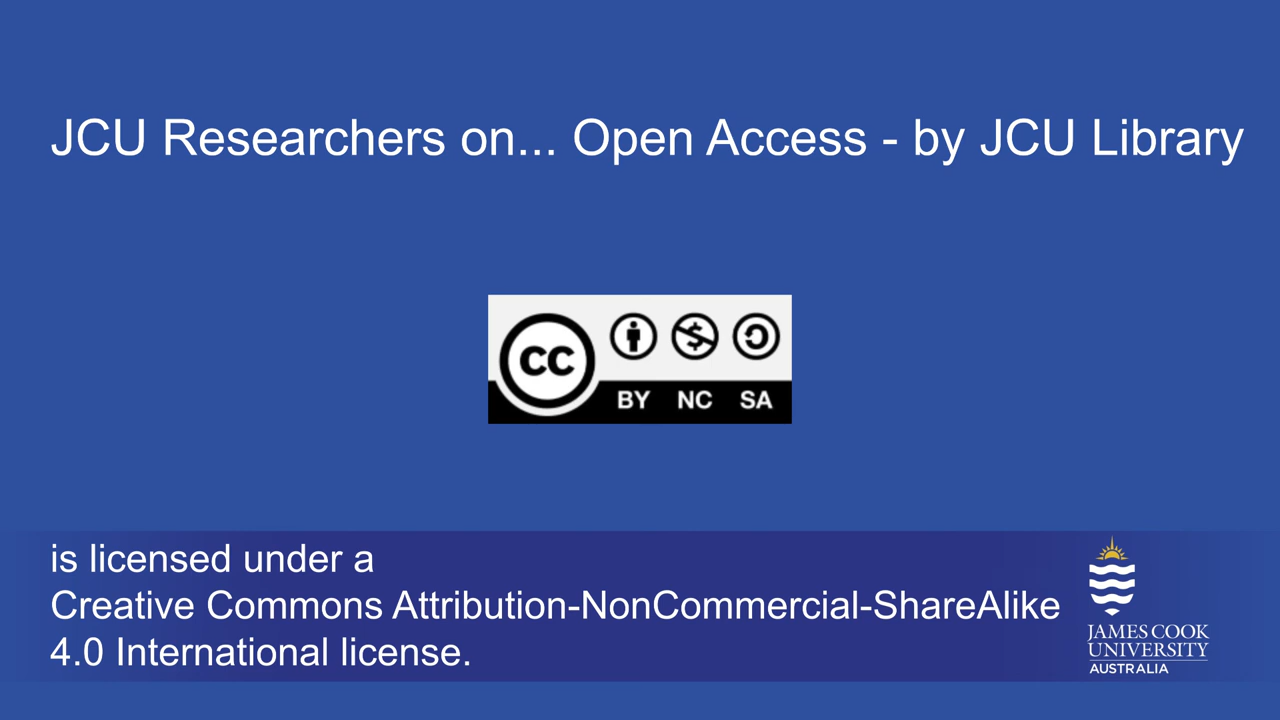 JCU Researchers on... Open Access - by JCU Library
CC
BY NC SA
is licensed under a
Creative Commons Attribution-NonCommercial-ShareAlike
4.0 International license.
JAMES COOK
UNIVERSITY
AUSTRALIA